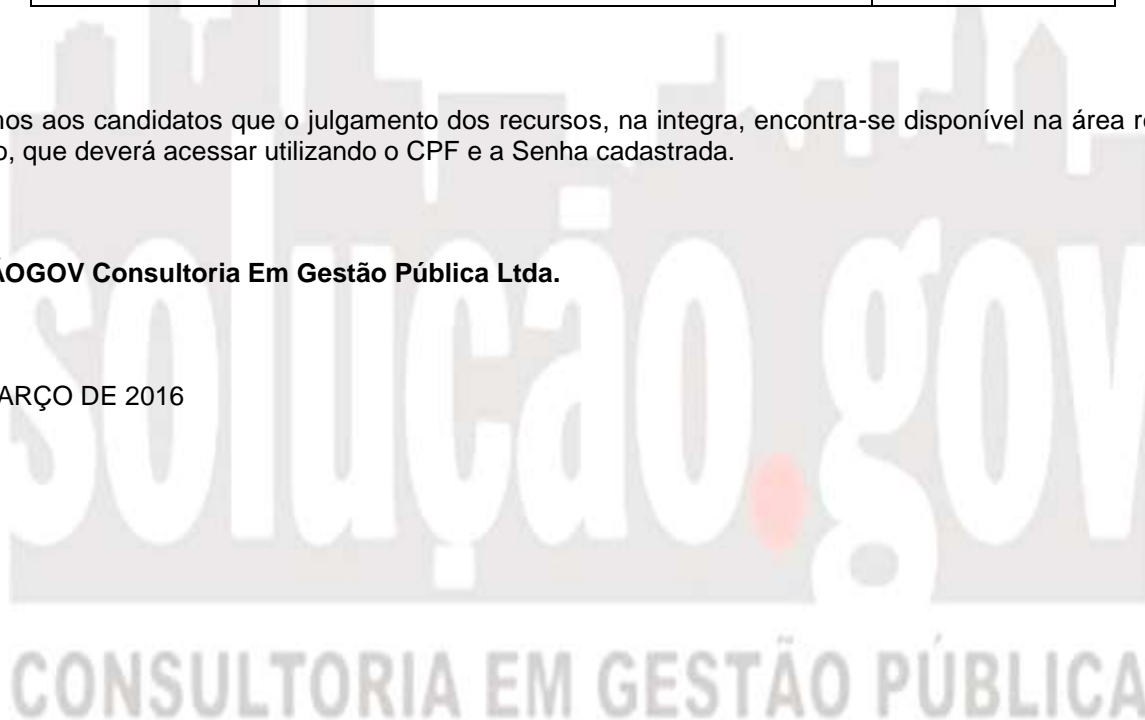 mos aos candidatos que o julgamento dos recursos, na integra, encontra-se disponível na área re
o, que deverá acessar utilizando o CPF e a Senha cadastrada.
ÃOGOV Consultoria Em Gestão Pública Ltda.
ARÇO DE 2016
solução.gov
CONSULTORIA EM GESTÃO PÚBLICA